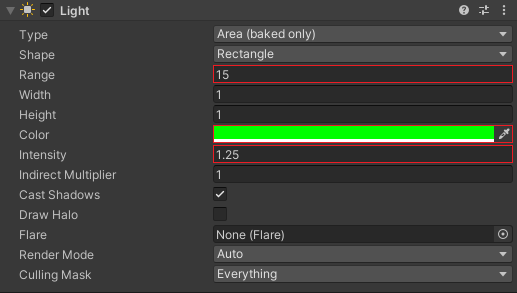 Light
Type Area (baked only)
Shape Rectangle
Range 15
Width 1
Height 1
Color
Intensity 1.25
Indirect Multiplier 1
Cast Shadows
Draw Halo
Flare None (Flare)
Render Mode Auto
Culling Mask Everything